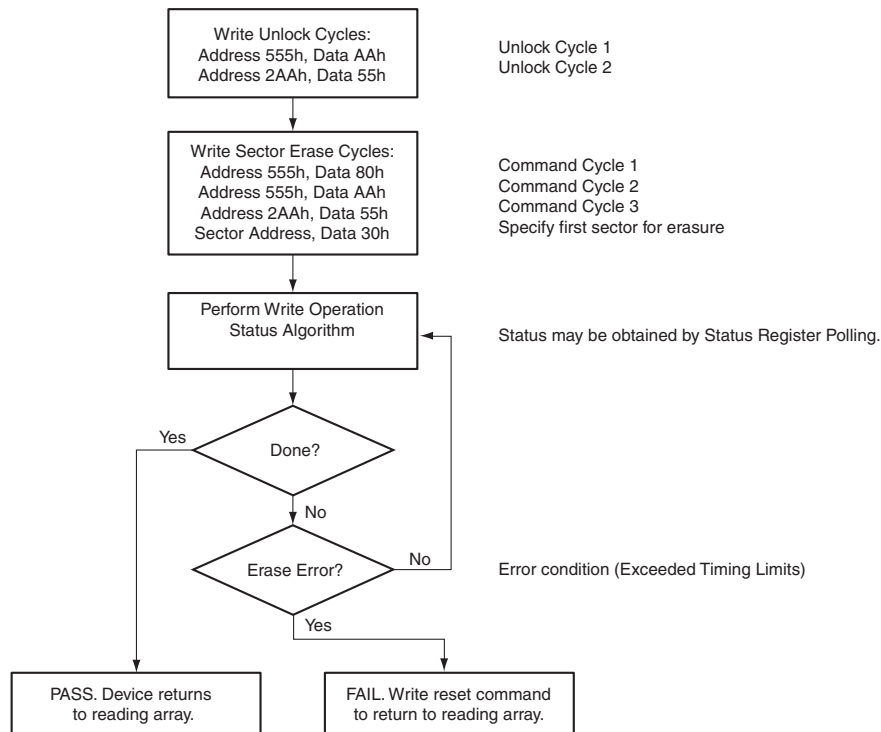 Write Unlock Cycles:
Address 555h, Data AAh
Address 2AAh, Data 55h
Unlock Cycle 1
Unlock Cycle 2
Write Sector Erase Cycles:
Address 555h, Data 80h
Address 555h, Data AAh
Address 2AAh, Data 55h
Sector Address, Data 30h
Command Cycle 1
Command Cycle 2
Command Cycle 3
Specify first sector for erasure
Perform Write Operation
Status Algorithm
Status may be obtained by Status Register Polling.
Yes
Done?
No
Erase Error?
No
Error condition (Exceeded Timing Limits)
Yes
PASS. Device returns
to reading array.
FAIL. Write reset command
to return to reading array.